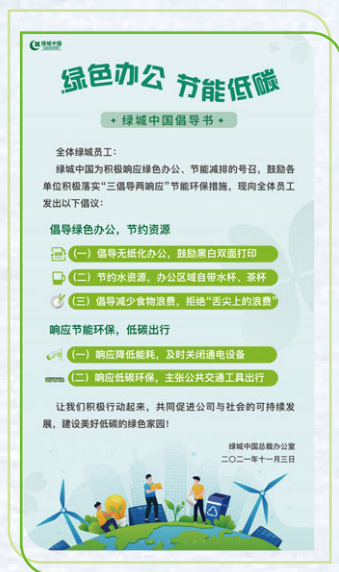 绿城中国
绿色办公 节能低碳
绿城中国倡导书
全体绿城员工：
绿城中国为积极响应绿色办公、节能减排的号召，鼓励各
单位积极落实“三倡导两响应”节能环保措施，现向全体员工
发出以下倡议：
倡导绿色办公，节约资源
（一）倡导无纸化办公，鼓励黑白双面打印
（二）节约水资源，办公区域自带水杯、茶杯
（三）倡导减少食物浪费，拒绝“舌尖上的浪费”
响应节能环保，低碳出行
（一）响应降低能耗，及时关闭通电设备
（二）响应低碳环保，主张公共交通工具出行
让我们积极行动起来，共同促进公司与社会的可持续发
展，建设美好低碳的绿色家园！
绿城中国总裁办公室
二〇二一年十一月三日